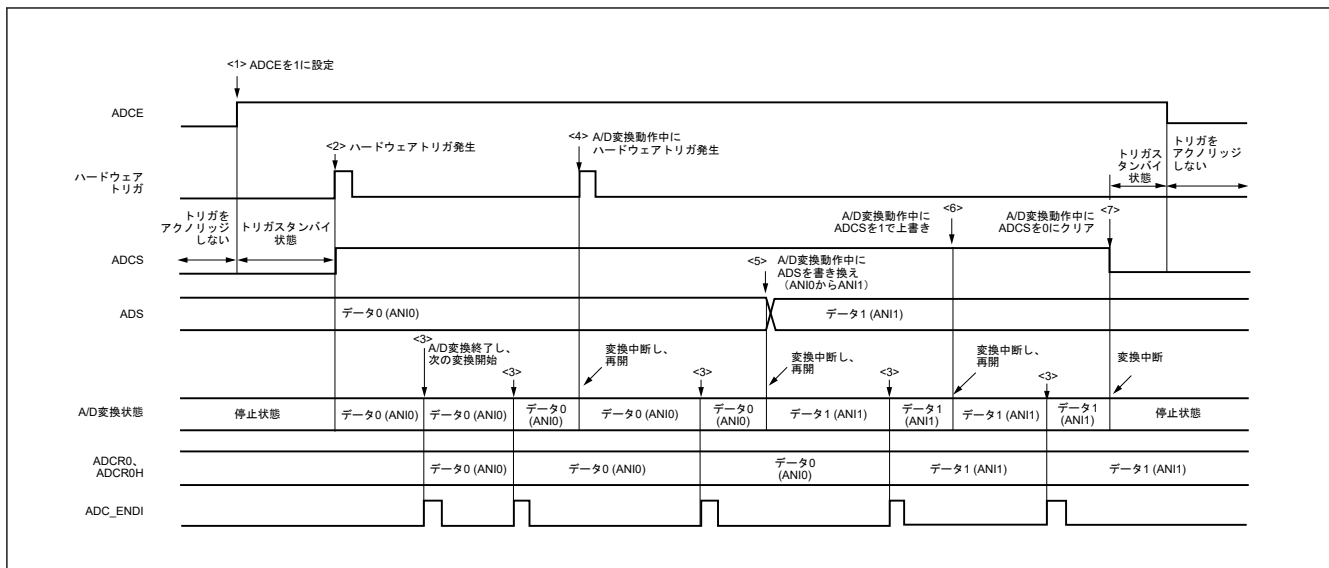 <1> ADCEを1に設定
ADCE
<2> ハードウェアトリガ発生
<4> A/D変換動作中に
ハードウェアトリガ発生
トリガス
タンバイ
状態
トリガを
アクノリッジ
しない
ハードウェア
トリガ
トリガを
アクノリッジ
しない
トリガスタンバイ
状態
A/D変換動作中に
ADCSを1で上書き
<6>
A/D変換動作中に
ADCSを0にクリア
<7>
ADCS
<5> A/D変換動作中に
ADSを書き換え
(ANI0からANI1)
ADS
データ0 (ANI0)
データ1 (ANI1)
<3>
A/D変換終了し、
次の変換開始
<3>
変換中断し、
再開
<3>
変換中断し、
再開
<3>
変換中断し、
再開
<3>
変換中断
A/D変換状態
停止状態
データ0 (ANI0)
データ0 (ANI0)
データ0
(ANI0)
データ0 (ANI0)
データ0
(ANI0)
データ1 (ANI1)
データ1
(ANI1)
データ1 (ANI1)
データ1
(ANI1)
停止状態
ADCR0、
ADCR0H
データ0 (ANI0)
データ0 (ANI0)
データ0
(ANI0)
データ1 (ANI1)
データ1 (ANI1)
ADC_ENDI